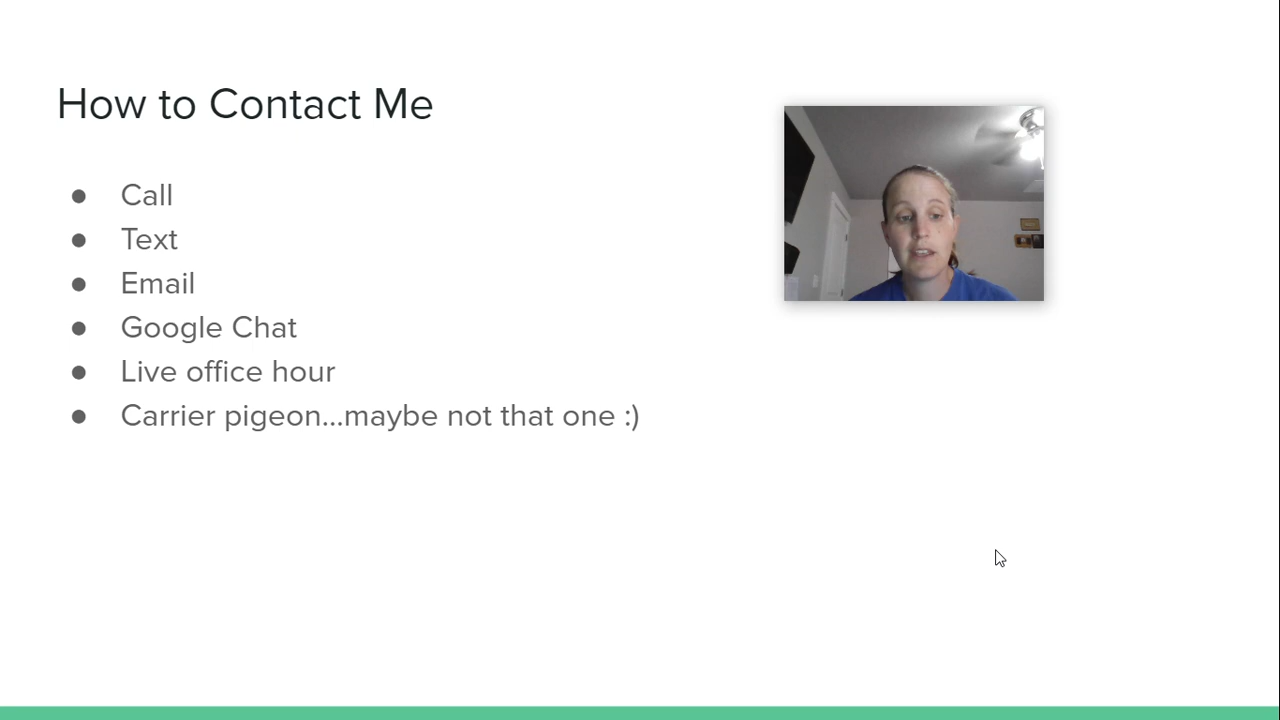 How to Contact Me
● Call
● Text
● Email
● Google Chat
● Live office hour
● Carrier pigeon...maybe not that one :)